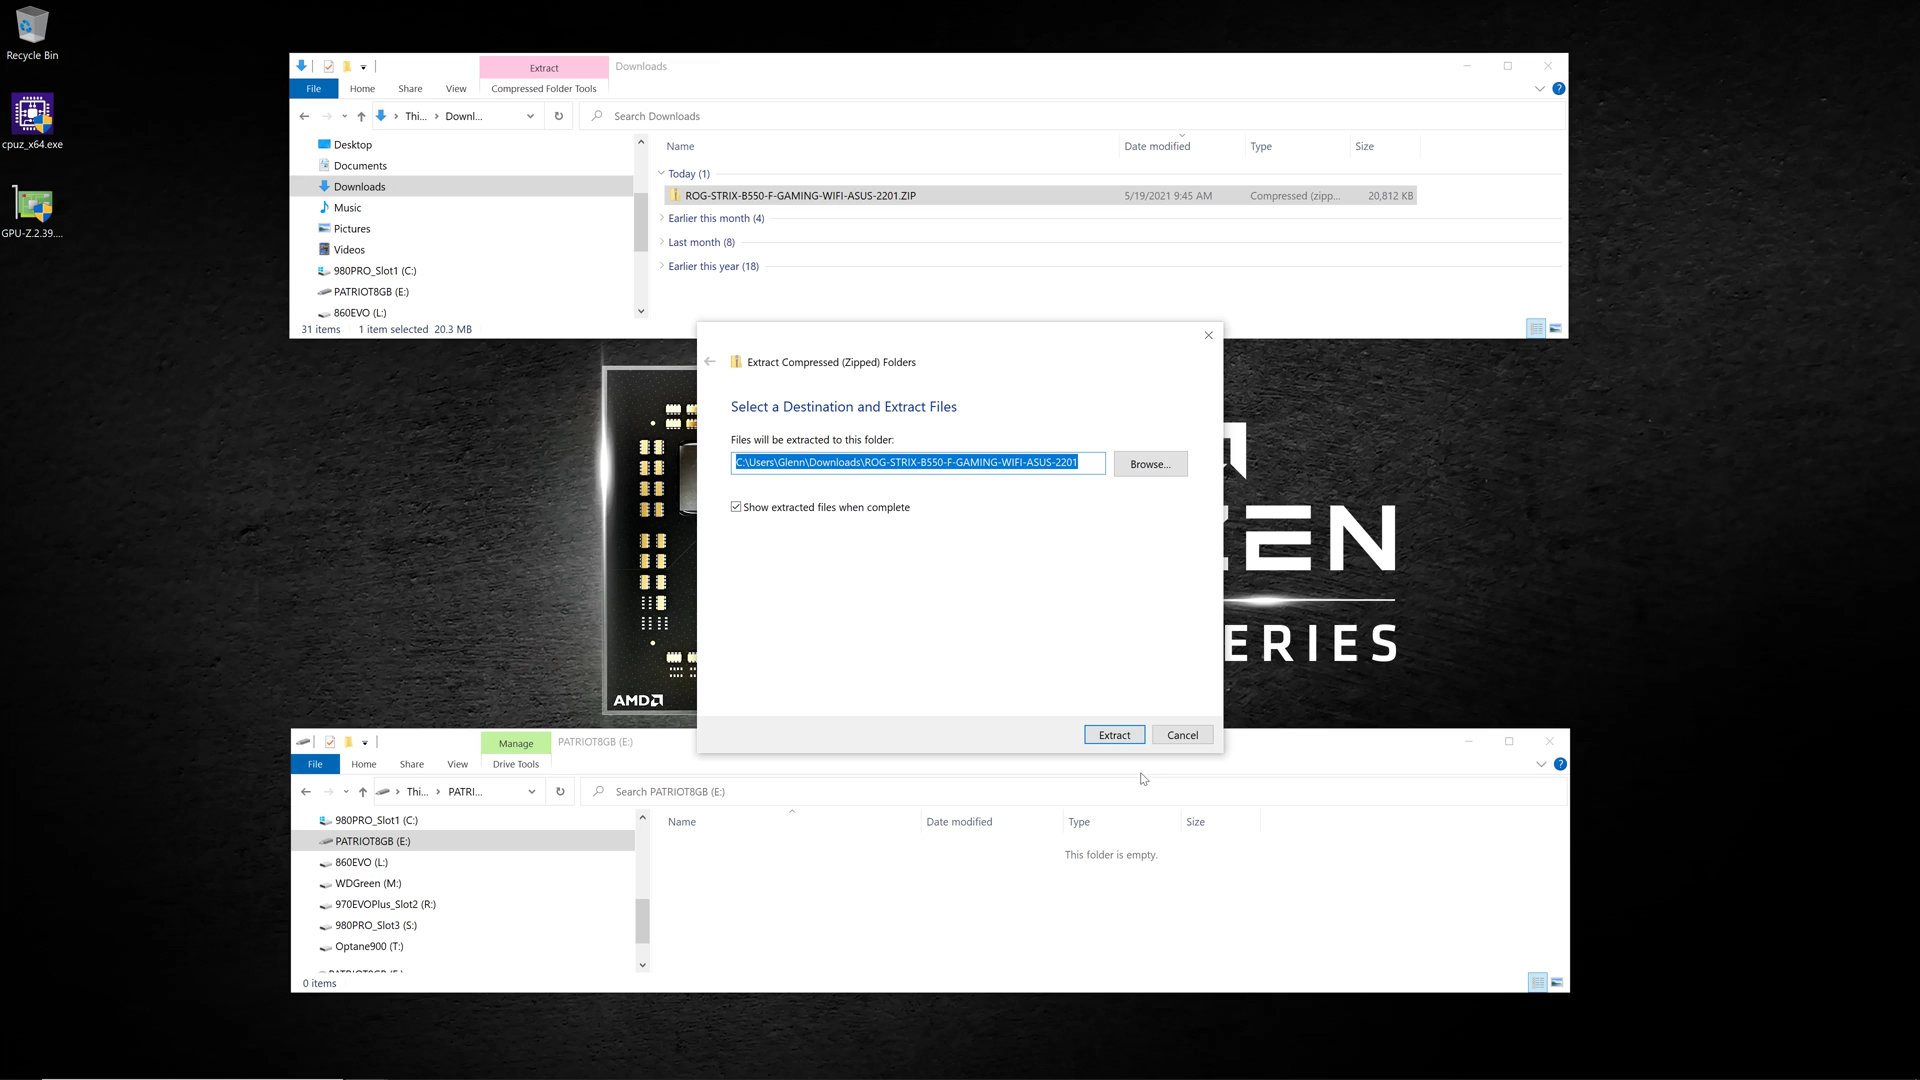 Recycle Bin
cpuz_x64.exe
GPU-Z.2.39....
Extract
Downloads
File
Home
Share
View
Compressed Folder Tools
Thi...
Downl...
Search Downloads
Desktop
Documents
Downloads
Music
Pictures
Videos
980PRO_Slot1 (C:)
PATRIOT8GB (E:)
860EVO (L:)
Name
Date modified
Type
Size
Today (1)
ROG-STRIX-B550-F-GAMING-WIFI-ASUS-2201.ZIP
5/19/2021 9:45 AM
Compressed (zipp...
20,812 KB
Earlier this month (4)
Last month (8)
Earlier this year (18)
31 items
1 item selected 20.3 MB
Extract Compressed (Zipped) Folders
Select a Destination and Extract Files
Files will be extracted to this folder:
C:\Users\Glenn\Downloads\ROG-STRIX-B550-F-GAMING-WIFI-ASUS-2201
Browse...
Show extracted files when complete
Extract
Cancel
AMD
ZEN
ERIES
Manage
PATRIOT8GB (E:)
File
Home
Share
View
Drive Tools
Thi...
PATRI...
Search PATRIOT8GB (E:)
980PRO_Slot1 (C:)
PATRIOT8GB (E:)
860EVO (L:)
WDGreen (M:)
970EVOPlus_Slot2 (R:)
980PRO_Slot3 (S:)
Optane900 (T:)
PATRIOT8GB (E:)
Name
Date modified
Type
Size
This folder is empty.
0 items